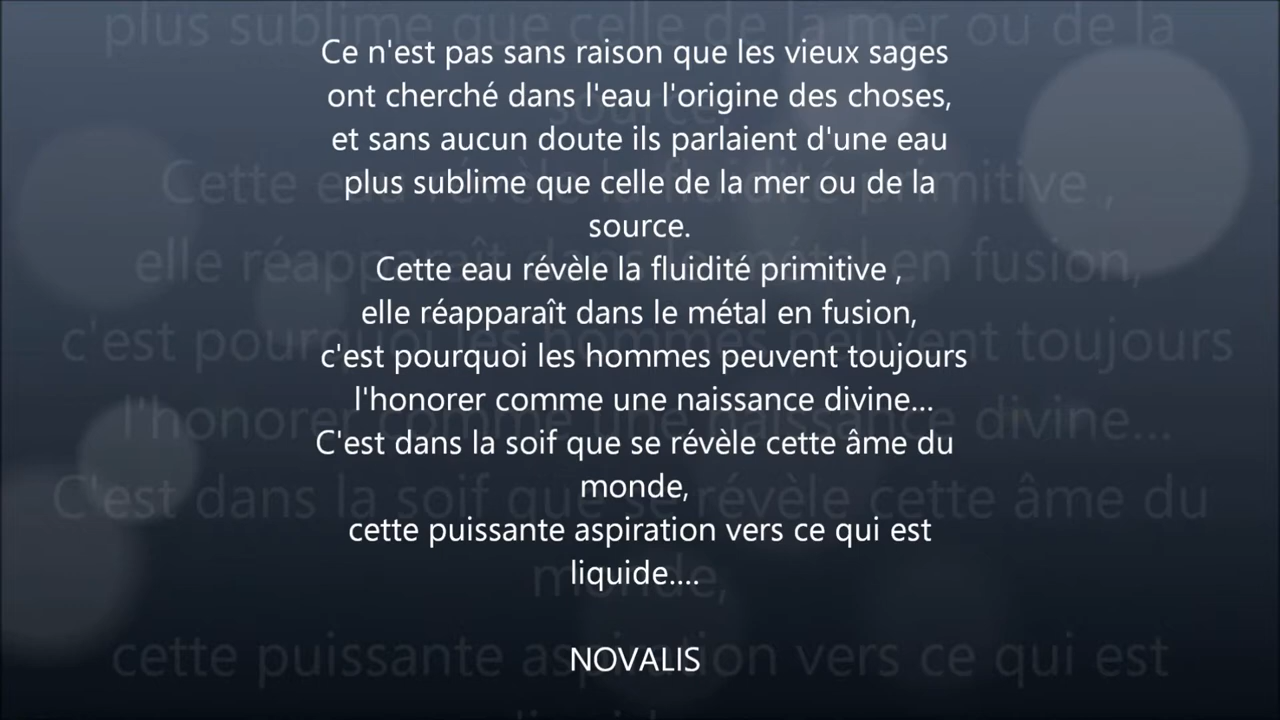 Ce n'est pas sans raison que les vieux sages
ont cherché dans l'eau l'origine des choses,
et sans aucun doute ils parlaient d'une eau
plus sublime que celle de la mer ou de la
source.
Cette eau révèle la fluidité primitive ,
elle réapparaît dans le métal en fusion,
c'est pourquoi les hommes peuvent toujours
l'honorer comme une naissance divine...
C'est dans la soif que se révèle cette âme du
monde,
cette puissante aspiration vers ce qui est
liquide....
NOVALIS